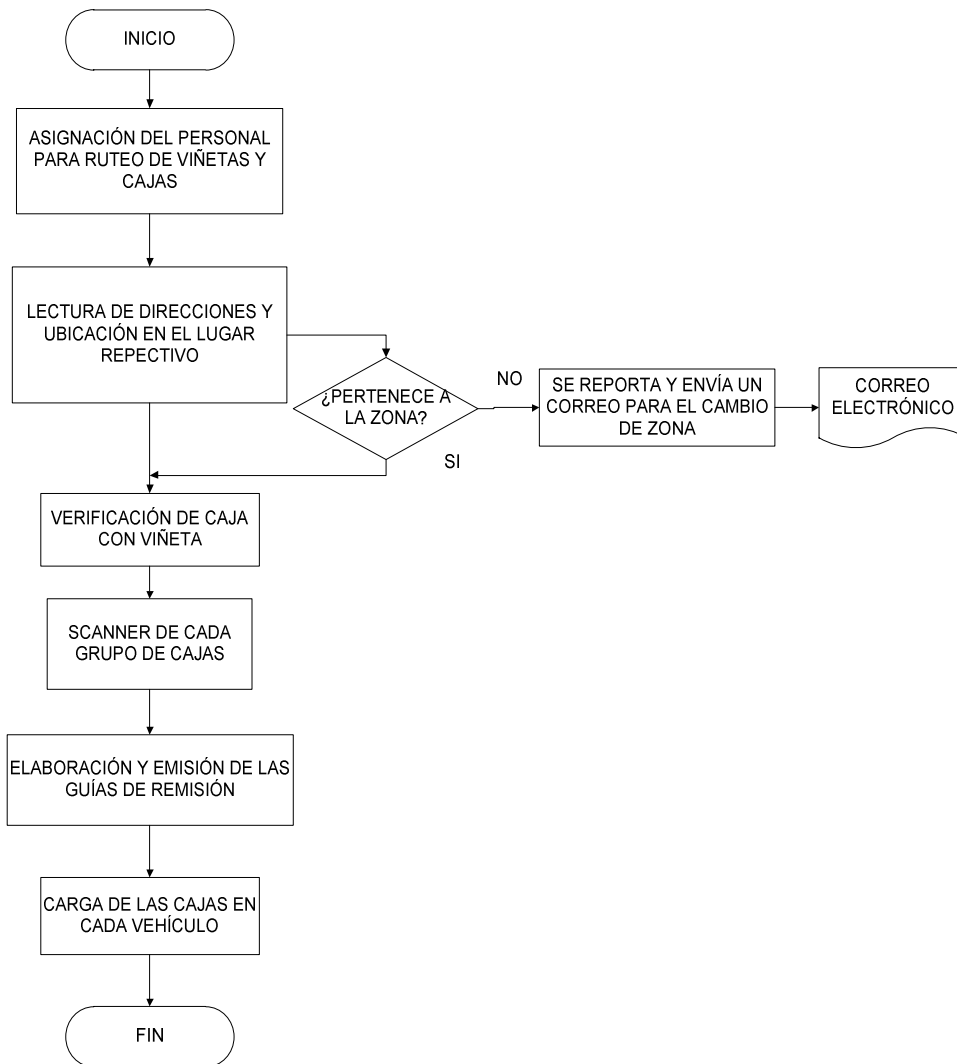 INICIO
ASIGNACIÓN DEL PERSONAL
PARA RUTEO DE VIÑETAS Y
CAJAS
LECTURA DE DIRECCIONES Y
UBICACIÓN EN EL LUGAR
REPECTIVO
¿PERTENECE A
LA ZONA?
NO
SE REPORTA Y ENVÍA UN
CORREO PARA EL CAMBIO
DE ZONA
CORREO
ELECTRÓNICO
SI
VERIFICACIÓN DE CAJA
CON VIÑETA
SCANNER DE CADA
GRUPO DE CAJAS
ELABORACIÓN Y EMISIÓN DE LAS
GUÍAS DE REMISIÓN
CARGA DE LAS CAJAS EN
CADA VEHÍCULO
FIN